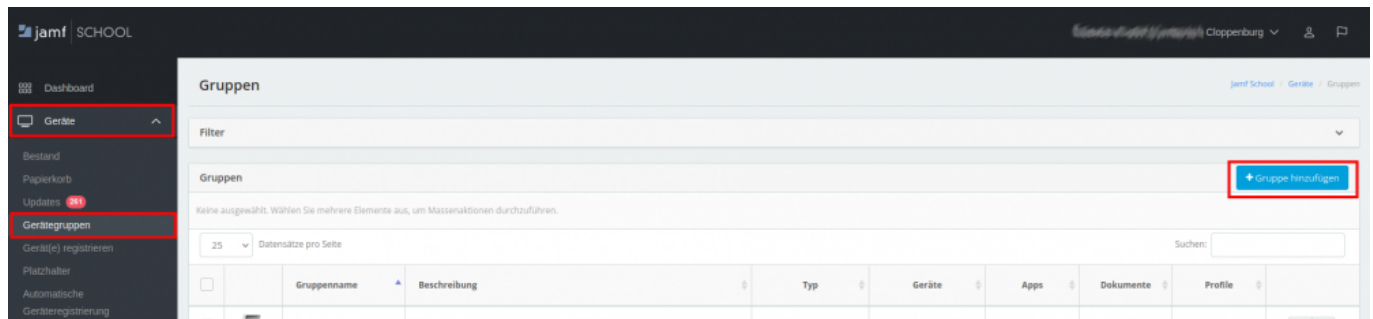 jamf SCHOOL
Cloppenburg
Dashboard
Gruppen
Jamf School / Geräte / Gruppen
Geräte
Filter
Bestand
Papierkorb
Gruppen
+ Gruppe hinzufügen
Updates 261
Keine ausgewählt. Wählen Sie mehrere Elemente aus, um Massenaktionen durchzuführen.
Gerätegruppen
Gerät(e) registrieren
25 Datensätze pro Seite
Suchen:
Platzhalter
Automatische
Geräteregistrierung
Gruppenname Beschreibung Typ Geräte Apps Dokumente Profile